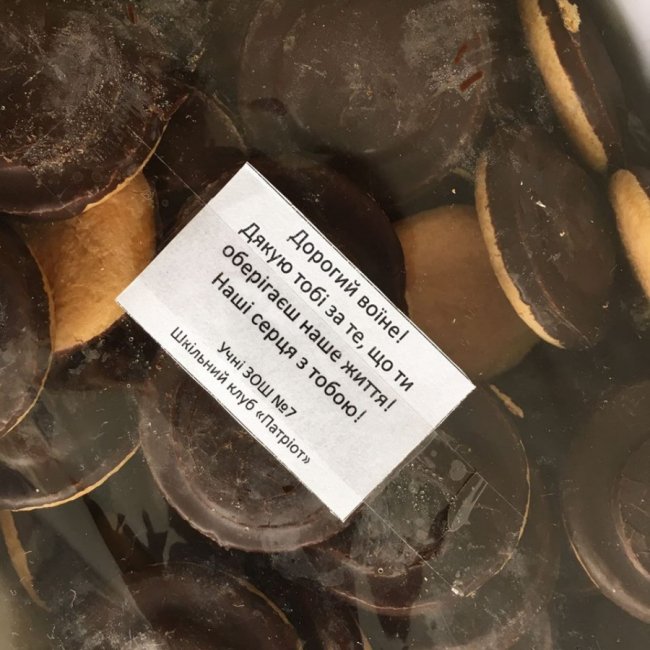 Дорогий воїне!
Дякую тобі за те, що ти
оберігаєш наше життя!
Наші серця з тобою!
Учні ЗОШ №7
Шкільний клуб «Патріот»